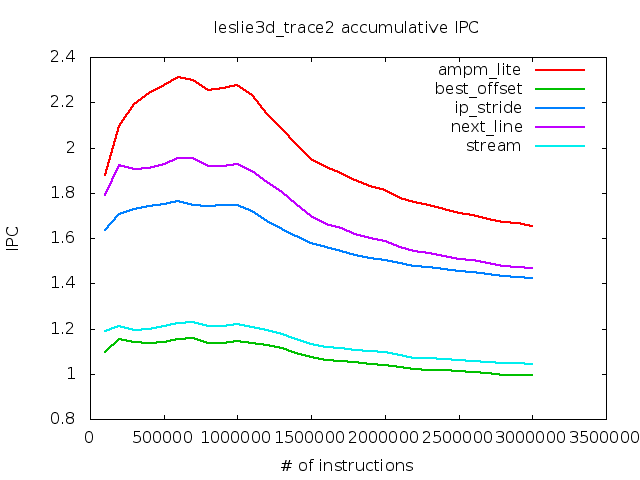 leslie3d_trace2 accumulative IPC
2.4
2.2
2
1.8
1.6
1.4
1.2
1
0.8
IPC
ampm_lite
best_offset
ip_stride
next_line
stream
0 500000 1000000 1500000 2000000 2500000 3000000 3500000
# of instructions